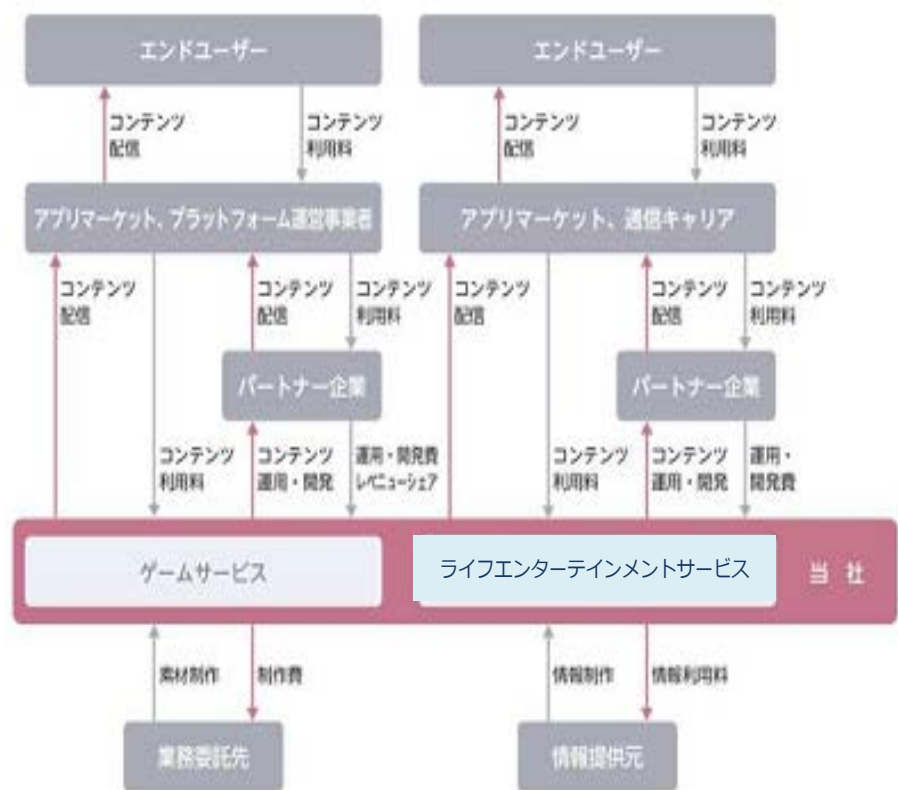 エンドユーザー
エンドユーザー
コンテンツ
配信
コンテンツ
利用料
コンテンツ
配信
コンテンツ
利用料
アプリマーケット、プラットフォーム運営事業者
アプリマーケット、通信キャリア
コンテンツ
配信
コンテンツ
配信
コンテンツ
利用料
コンテンツ
配信
コンテンツ
配信
コンテンツ
利用料
パートナー企業
パートナー企業
コンテンツ
利用料
コンテンツ
運用・開発
運用・開発費
レベニューシェア
コンテンツ
利用料
コンテンツ
運用・開発
運用・
開発費
ゲームサービス
ライフエンターテインメントサービス
当 社
素材制作
制作費
情報制作
情報利用料
業務委託先
情報提供元